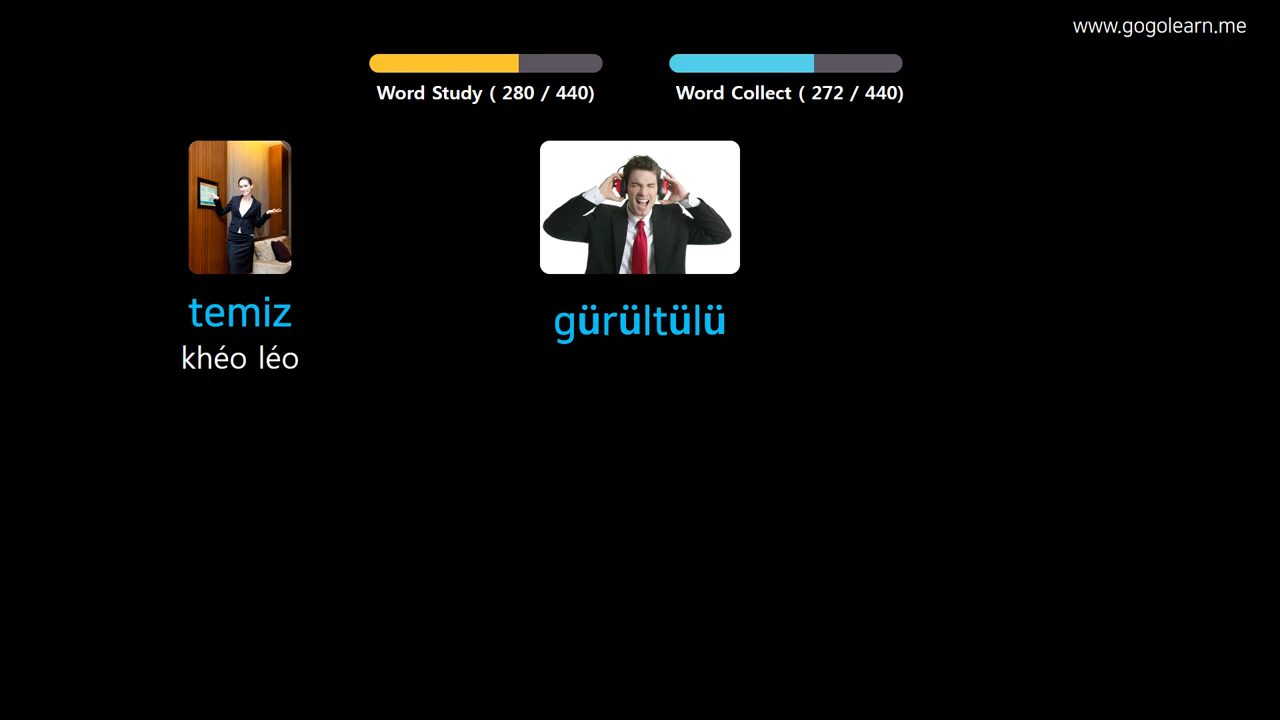 www.gogolearn.me
Word Study ( 280 / 440)
Word Collect ( 272 / 440)
temiz
khéo léo
gürültülü